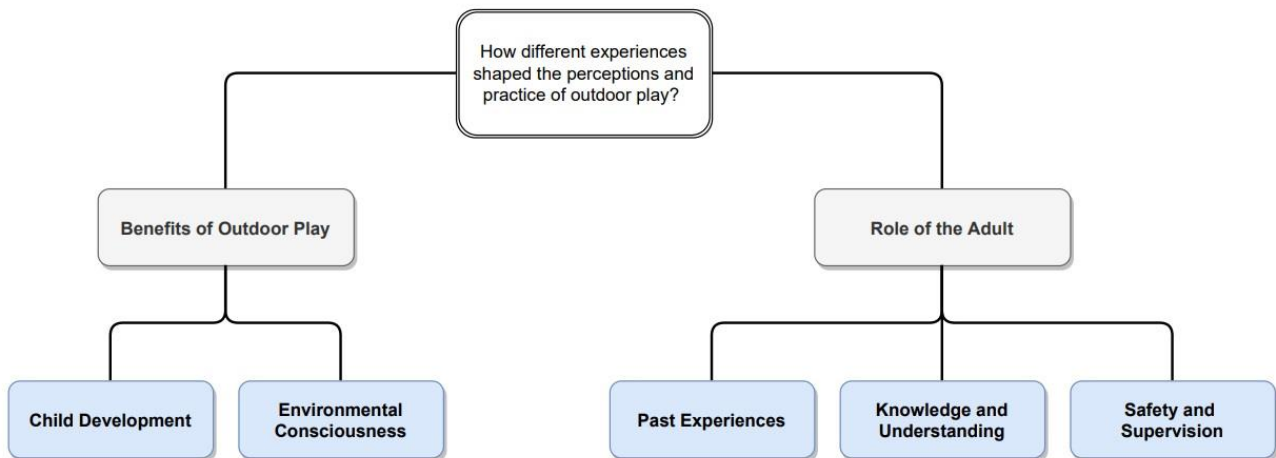 How different experiences
shaped the perceptions and
practice of outdoor play?
Benefits of Outdoor Play
Role of the Adult
Child Development
Environmental
Consciousness
Past Experiences
Knowledge and
Understanding
Safety and
Supervision